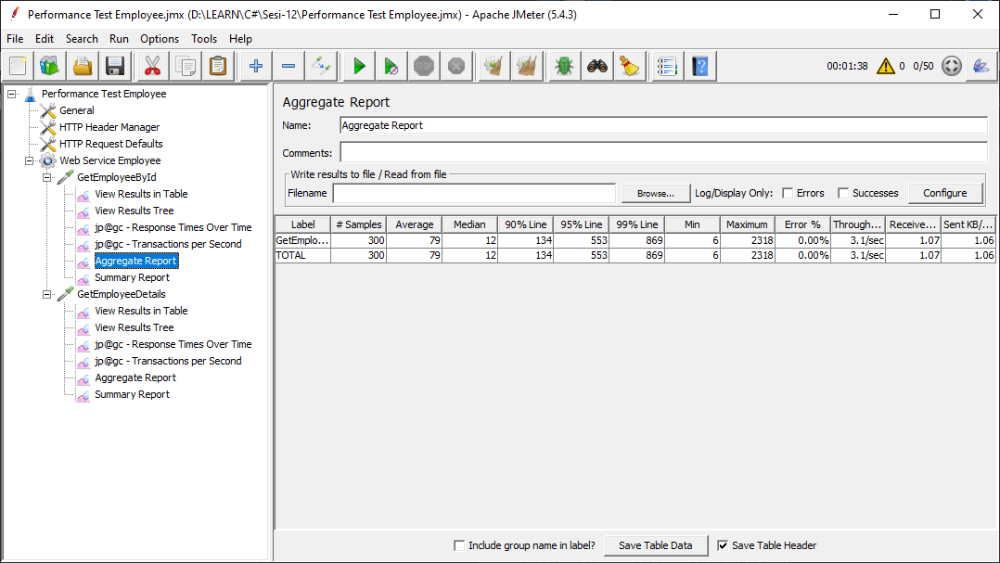 Performance Test Employee.jmx (D:\LEARN\C#\Sesi-12\Performance Test Employee.jmx) - Apache JMeter (5.4.3)
File Edit Search Run Options Tools Help
STOP 00:01:38 0 0/50
Performance Test Employee
General
HTTP Header Manager
HTTP Request Defaults
Web Service Employee
GetEmployeeById
View Results in Table
View Results Tree
jp@gc - Response Times Over Time
jp@gc - Transactions per Second
Aggregate Report
Summary Report
GetEmployeeDetails
View Results in Table
View Results Tree
jp@gc - Response Times Over Time
jp@gc - Transactions per Second
Aggregate Report
Summary Report
Aggregate Report
Name: Aggregate Report
Comments:
Write results to file / Read from file
Filename Browse... Log/Display Only: Errors Successes Configure
Label # Samples Average Median 90% Line 95% Line 99% Line Min Maximum Error % Through... Receive... Sent KB/...
GetEmplo... 300 79 12 134 553 869 6 2318 0.00% 3.1/sec 1.07 1.06
TOTAL 300 79 12 134 553 869 6 2318 0.00% 3.1/sec 1.07 1.06
Include group name in label? Save Table Data Save Table Header